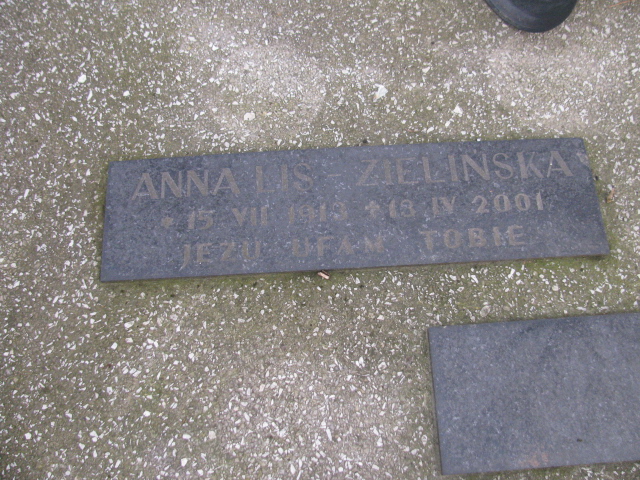 ANNA LIS - ZIELIŃSKA
* 15 VII 1913 + 18 IV 2001
JEZU UFAM TOBIE